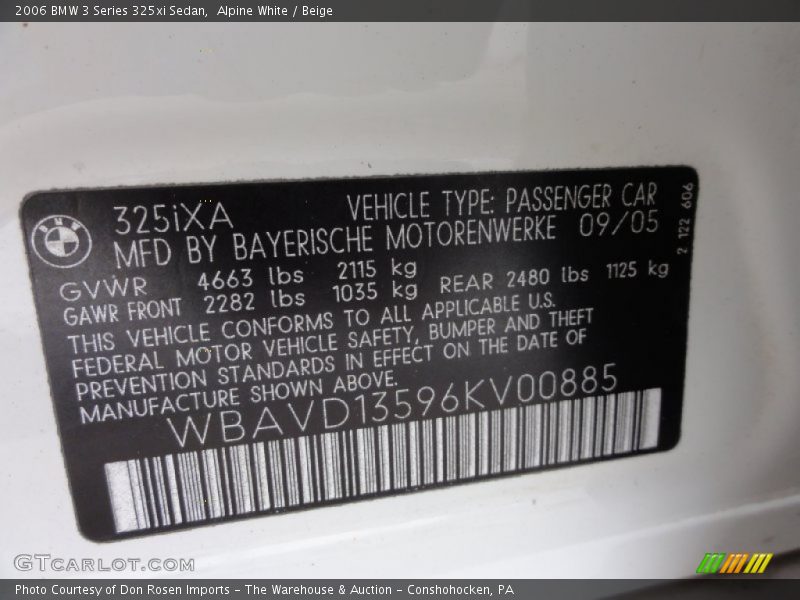 2006 BMW 3 Series 325xi Sedan,  Alpine White / Beige
BMW
325iXA
VEHICLE TYPE: PASSENGER CAR
MFD BY BAYERISCHE MOTORENWERKE 09/05
2 122 606
GVWR 4663 lbs 2115 kg
GAWR FRONT 2282 lbs 1035 kg REAR 2480 lbs 1125 kg
THIS VEHICLE CONFORMS TO ALL APPLICABLE U.S.
FEDERAL MOTOR VEHICLE SAFETY, BUMPER AND THEFT
PREVENTION STANDARDS IN EFFECT ON THE DATE OF
MANUFACTURE SHOWN ABOVE.
WBAVD13596KV00885
GTCARLOT.COM
Photo Courtesy of Don Rosen Imports – The Warehouse & Auction – Conshohocken, PA